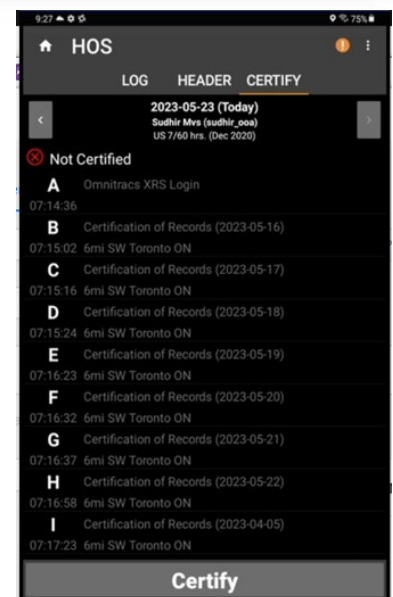 9:27 75%
HOS
LOG HEADER CERTIFY
2023-05-23 (Today)
Sudhir Mvs (sudhir_ooa)
US 7/60 hrs. (Dec 2020)
Not Certified
A Omnitracs XRS Login
07:14:36
B Certification of Records (2023-05-16)
07:15:02 6mi SW Toronto ON
C Certification of Records (2023-05-17)
07:15:16 6mi SW Toronto ON
D Certification of Records (2023-05-18)
07:15:24 6mi SW Toronto ON
E Certification of Records (2023-05-19)
07:16:23 6mi SW Toronto ON
F Certification of Records (2023-05-20)
07:16:32 6mi SW Toronto ON
G Certification of Records (2023-05-21)
07:16:37 6mi SW Toronto ON
H Certification of Records (2023-05-22)
07:16:58 6mi SW Toronto ON
I Certification of Records (2023-04-05)
07:17:23 6mi SW Toronto ON
Certify